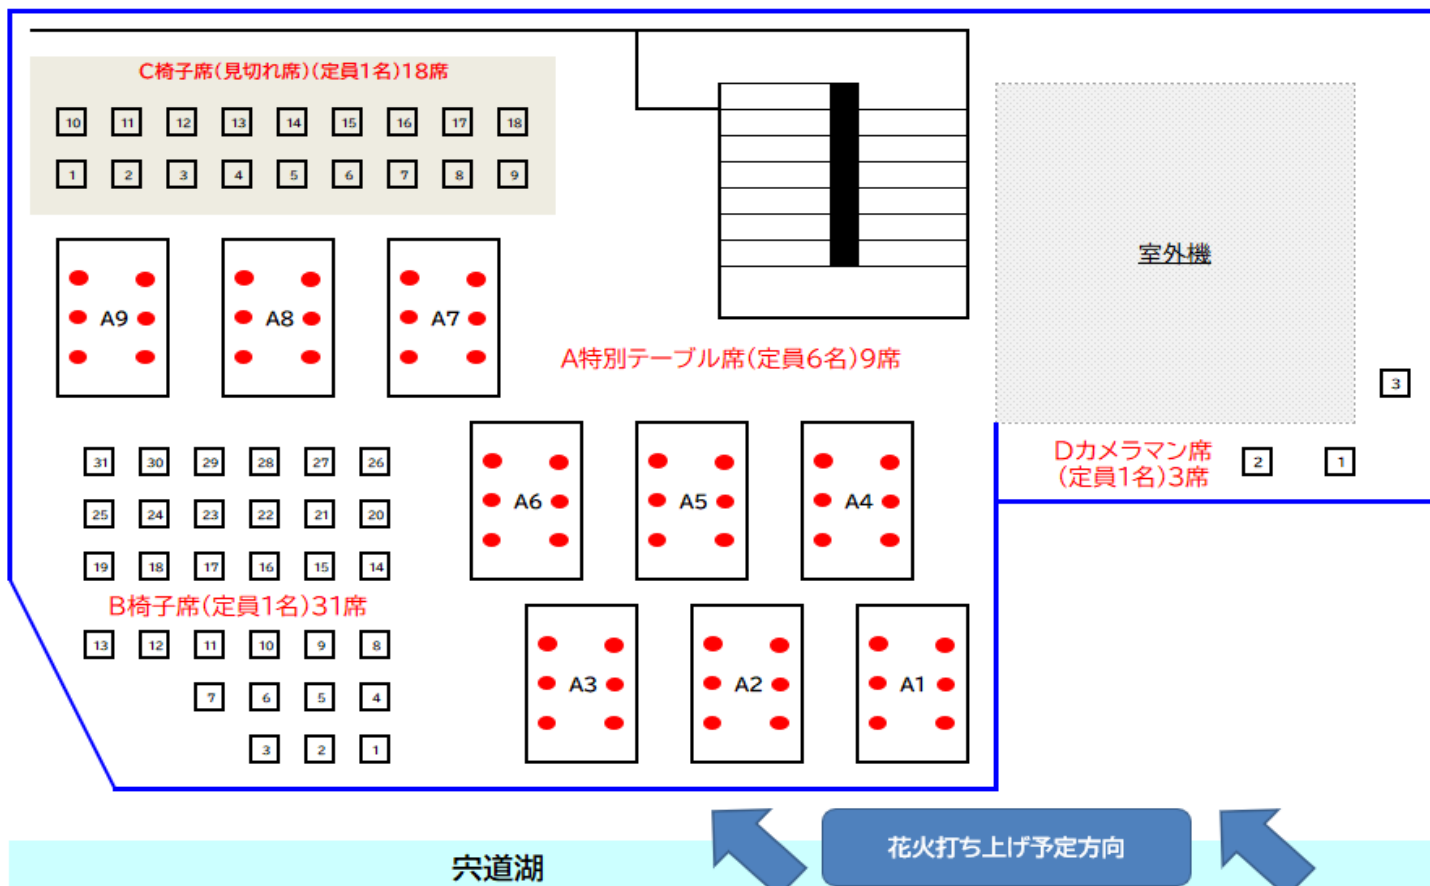 C椅子席(見切れ席)(定員1名)18席
10 11 12 13 14 15 16 17 18
1 2 3 4 5 6 7 8 9
A9 A8 A7
室外機
A特別テーブル席(定員6名)9席
3
31 30 29 28 27 26
A6 A5 A4
Dカメラマン席
(定員1名)3席
2 1
25 24 23 22 21 20
19 18 17 16 15 14
B椅子席(定員1名)31席
13 12 11 10 9 8
A3 A2 A1
7 6 5 4
3 2 1
花火打ち上げ予定方向
宍道湖